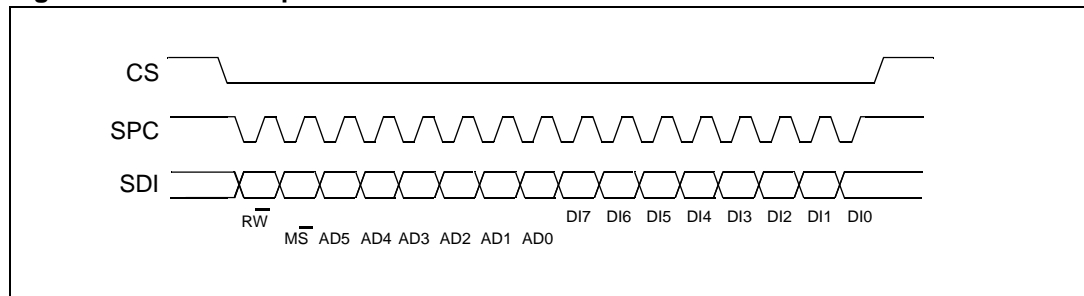 CS
SPC
SDI
RW̅ DI7 DI6 DI5 DI4 DI3 DI2 DI1 DI0
MS̅ AD5 AD4 AD3 AD2 AD1 AD0